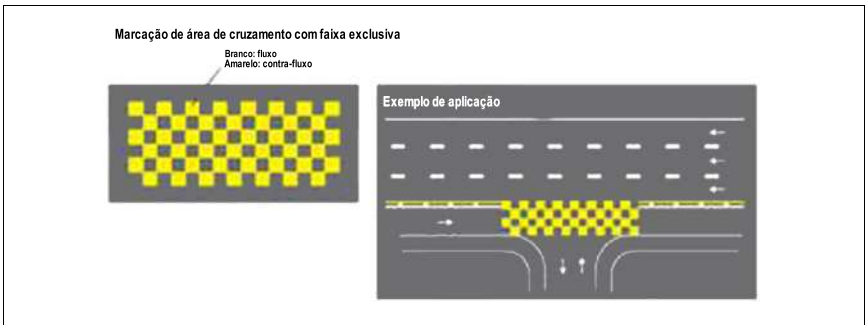 Marcação de área de cruzamento com faixa exclusiva
Branco: fluxo
Amarelo: contra-fluxo
Exemplo de aplicação